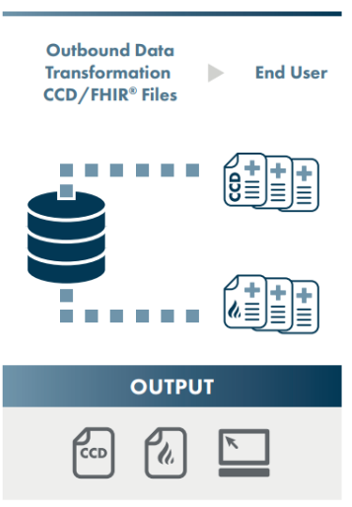 Outbound Data
Transformation
CCD/FHIR® Files
End User
CCD
OUTPUT
CCD